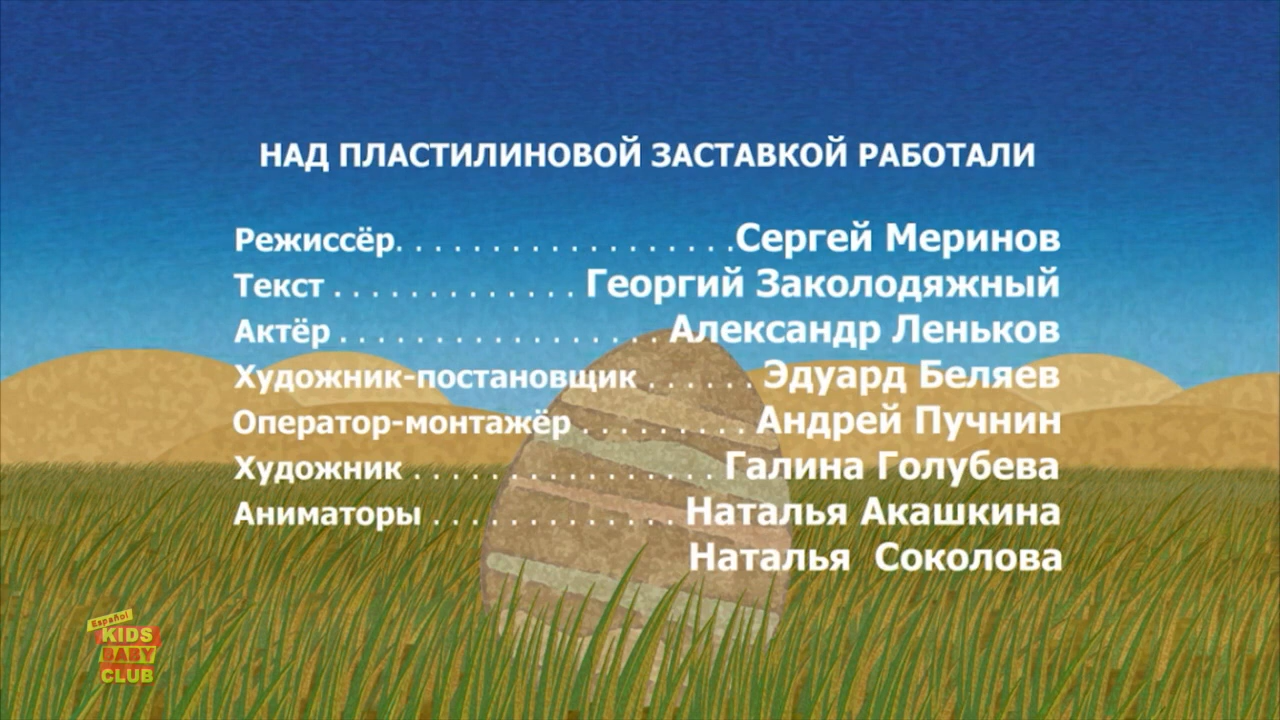 НАД ПЛАСТИЛИНОВОЙ ЗАСТАВКОЙ РАБОТАЛИ
Режиссёр. . . . . . . . . . . . . . . . . .Сергей Меринов
Текст . . . . . . . . . . . . . Георгий Заколодяжный
Актёр . . . . . . . . . . . . . . . . . Александр Леньков
Художник-постановщик . . . . . . Эдуард Беляев
Оператор-монтажёр . . . . . . . . . Андрей Пучнин
Художник . . . . . . . . . . . . . . . . Галина Голубева
Аниматоры . . . . . . . . . . . . . Наталья Акашкина
Наталья Соколова
Español
KIDS
BABY
CLUB